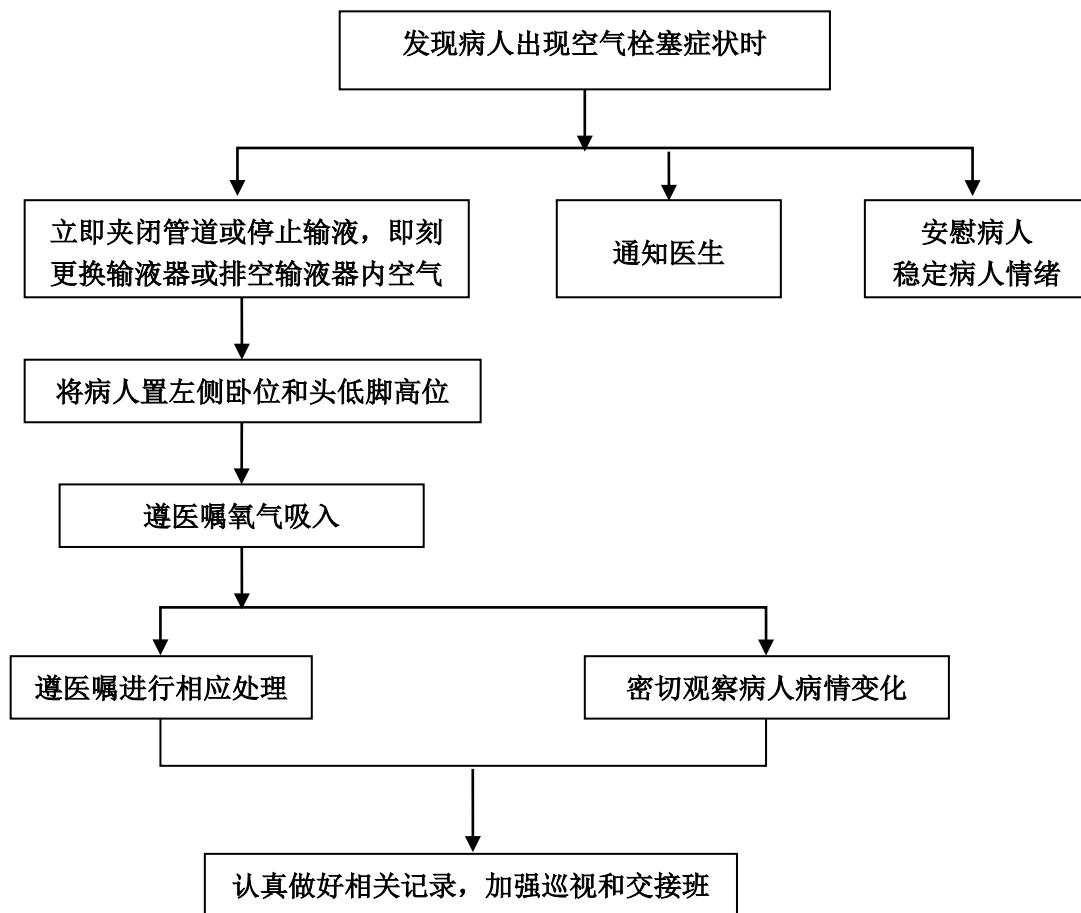 发现病人出现空气栓塞症状时
立即夹闭管道或停止输液，即刻
更换输液器或排空输液器内空气
通知医生
安慰病人
稳定病人情绪
将病人置左侧卧位和头低脚高位
遵医嘱氧气吸入
遵医嘱进行相应处理
密切观察病人病情变化
认真做好相关记录，加强巡视和交接班